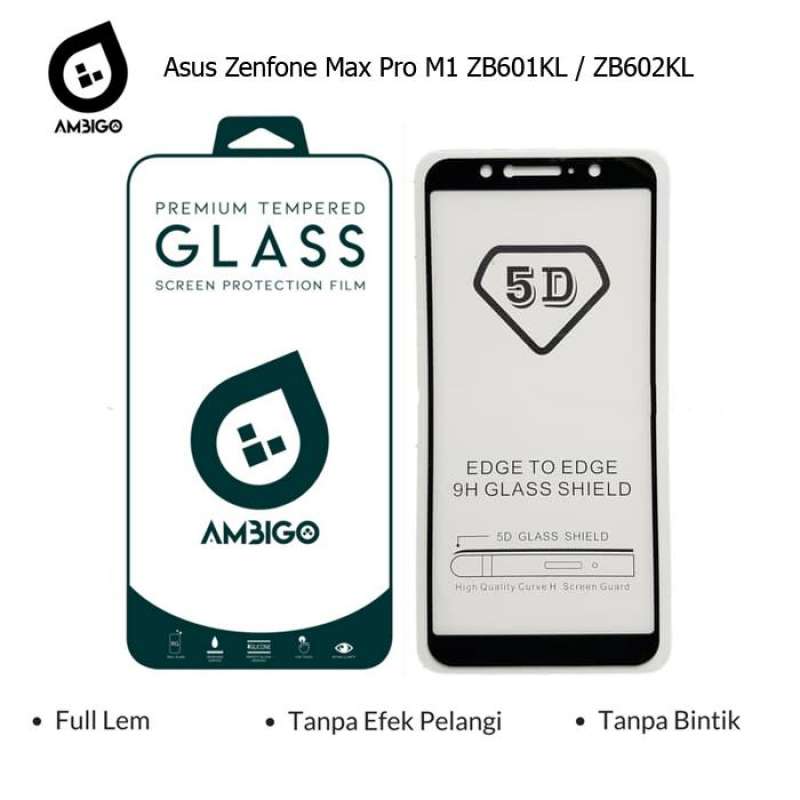 AMBIGO
Asus Zenfone Max Pro M1 ZB601KL / ZB602KL
PREMIUM TEMPERED
GLASS
SCREEN PROTECTION FILM
AMBIGO
5D
EDGE TO EDGE
9H GLASS SHIELD
5D GLASS SHIELD
High Quality Curve H. Screen Guard
• Full Lem
• Tanpa Efek Pelangi
• Tanpa Bintik